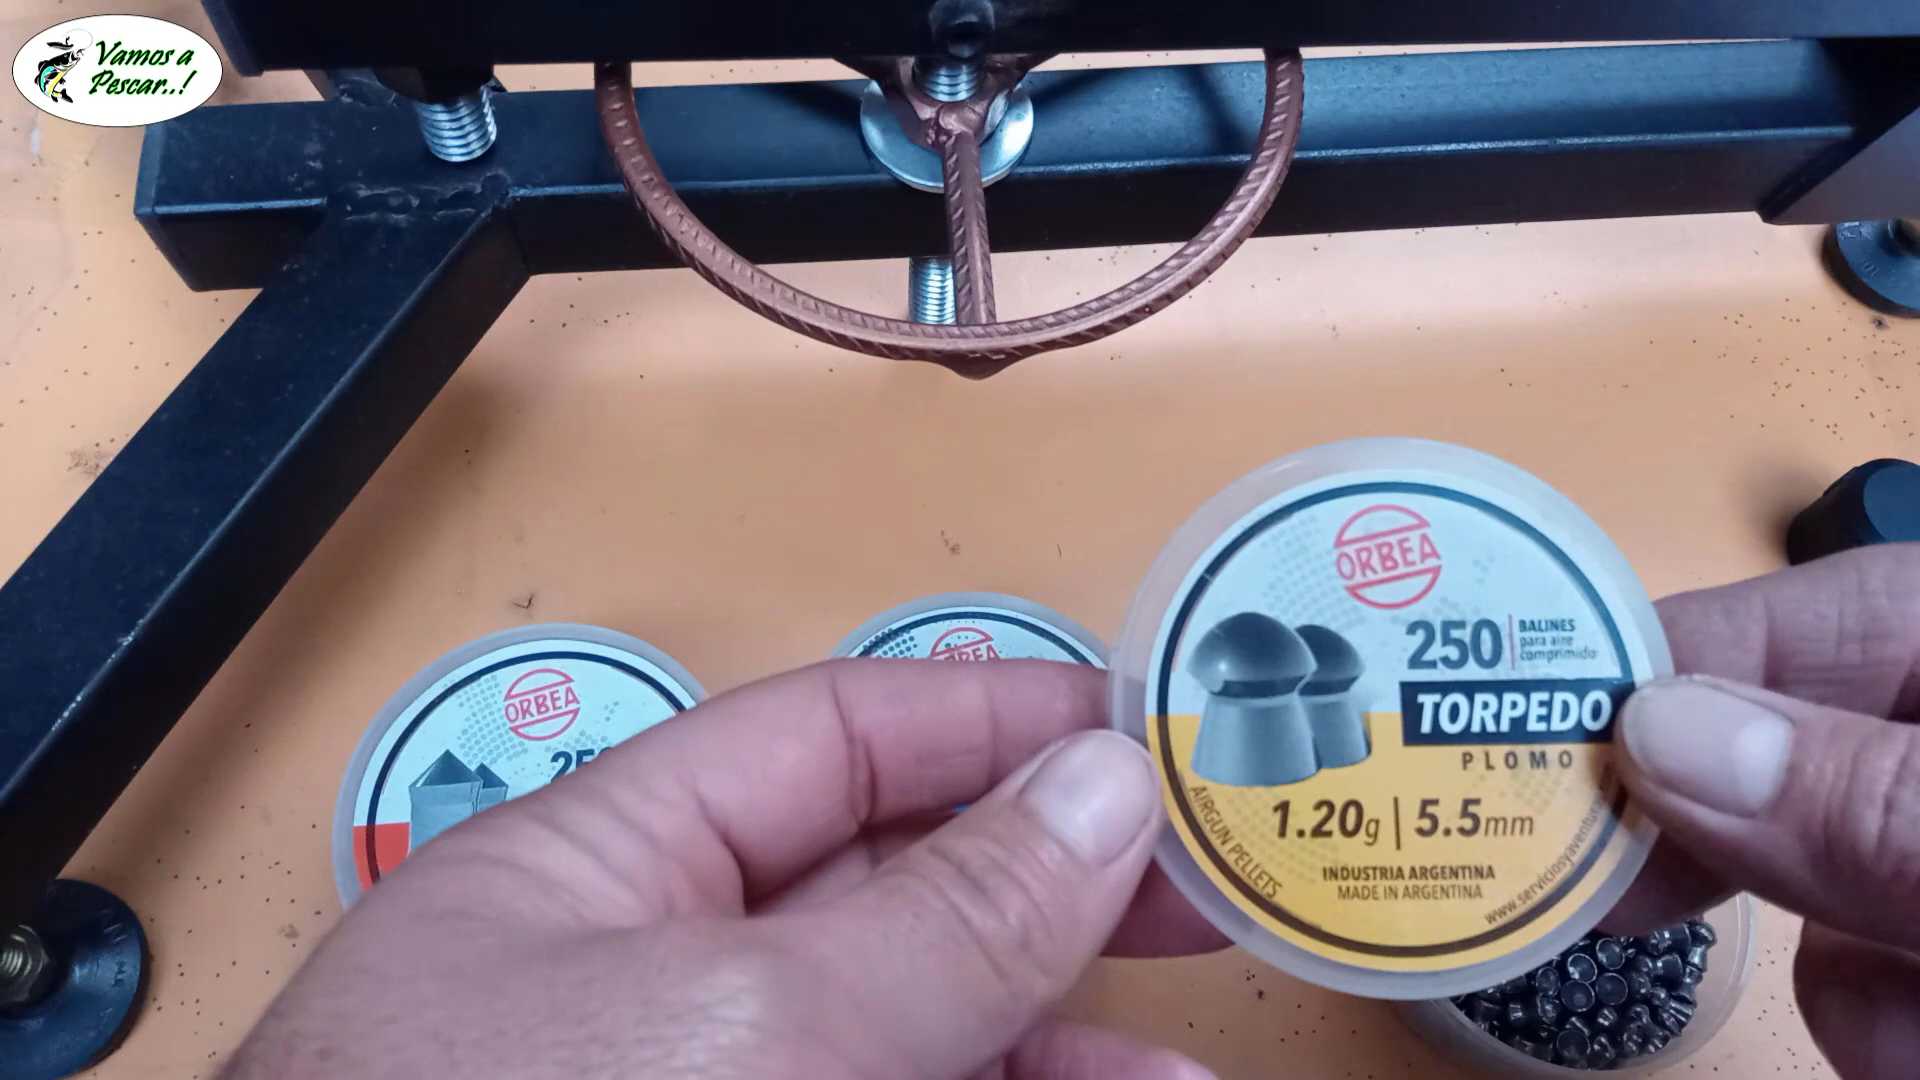 Vamos a
Pescar..!
ORBEA
250
BALINES
para aire
comprimido
TORPEDO
PLOMO
1.20g | 5.5mm
INDUSTRIA ARGENTINA
MADE IN ARGENTINA
AIRGUN PELLETS
ORBEA
ORBEA